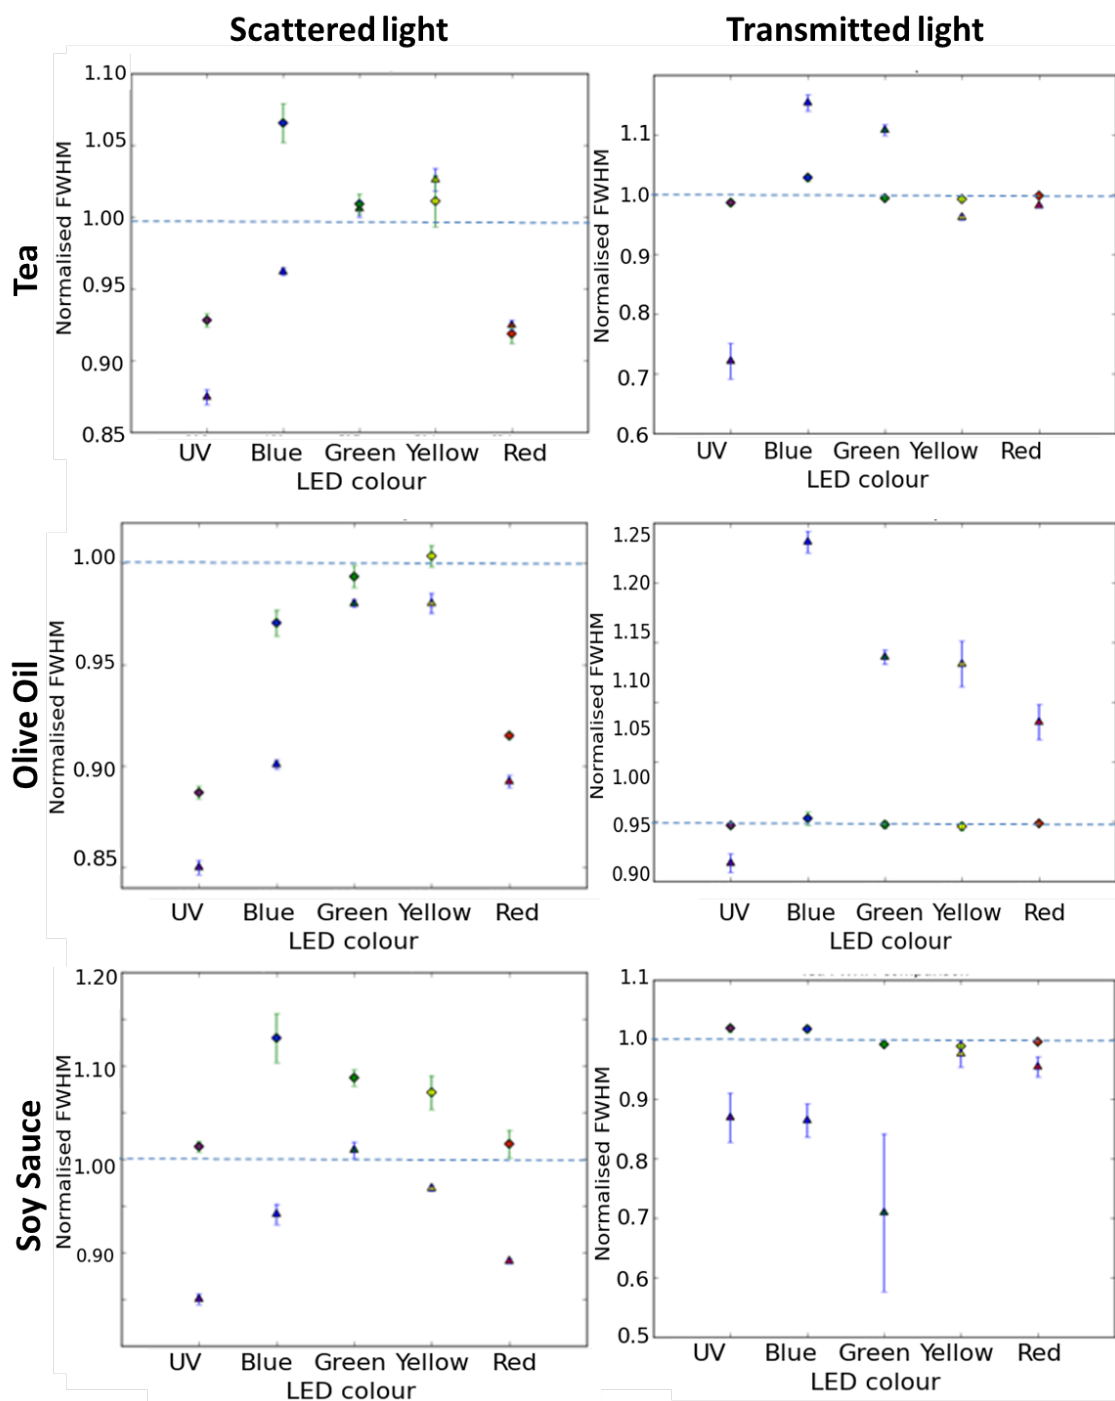 Scattered light
Transmitted light
Tea
Normalised FWHM
1.10
1.05
1.00
0.95
0.90
0.85
UV Blue Green Yellow Red
LED colour
Normalised FWHM
1.1
1.0
0.9
0.8
0.7
0.6
UV Blue Green Yellow Red
LED colour
Olive Oil
Normalised FWHM
1.00
0.95
0.90
0.85
UV Blue Green Yellow Red
LED colour
Normalised FWHM
1.25
1.20
1.15
1.10
1.05
1.00
0.95
0.90
UV Blue Green Yellow Red
LED colour
Soy Sauce
Normalised FWHM
1.20
1.10
1.00
0.90
UV Blue Green Yellow Red
LED colour
Normalised FWHM
1.1
1.0
0.9
0.8
0.7
0.6
0.5
UV Blue Green Yellow Red
LED colour